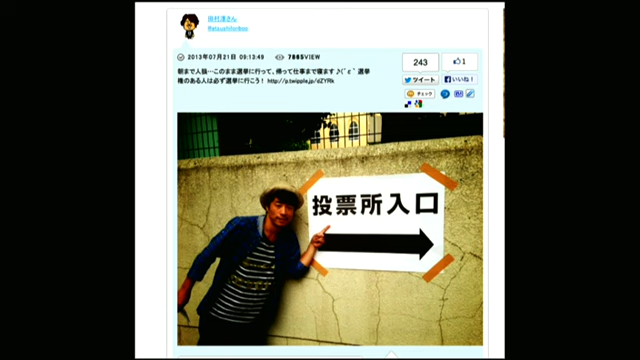 田村淳さん
@atsushilonboo
2013年07月21日 09:13:49
7865VIEW
朝まで人狼…このまま選挙に行って、帰って仕事まで寝ます♪(´ε｀ 選挙
権のある人は必ず選挙に行こう! http://p.twipple.jp/dZYRk
243
1
ツイート
いいね!
チェック
投票所入口